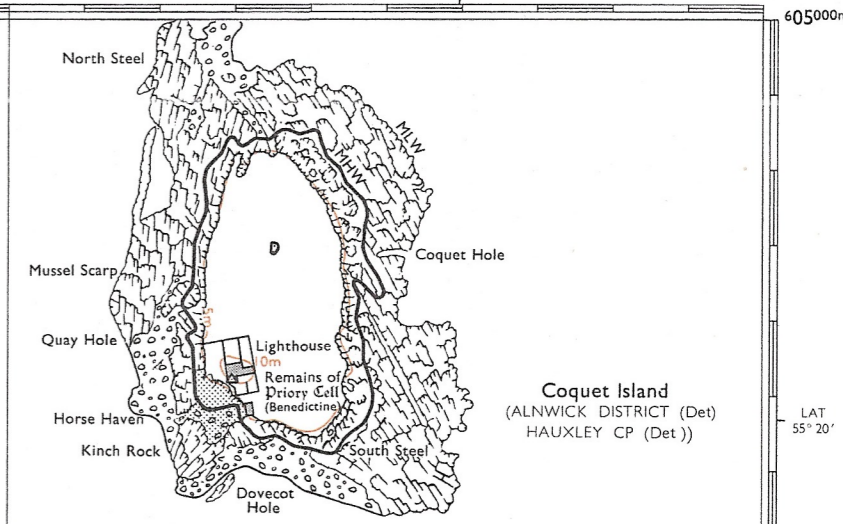 605000m
North Steel
MLW
MHW
Coquet Hole
Mussel Scarp
5m
Quay Hole
Lighthouse
10m
Remains of
Priory Cell
(Benedictine)
Coquet Island
(ALNWICK DISTRICT (Det)
HAUXLEY CP (Det))
LAT
55° 20'
Horse Haven
Kinch Rock
South Steel
Dovecot
Hole